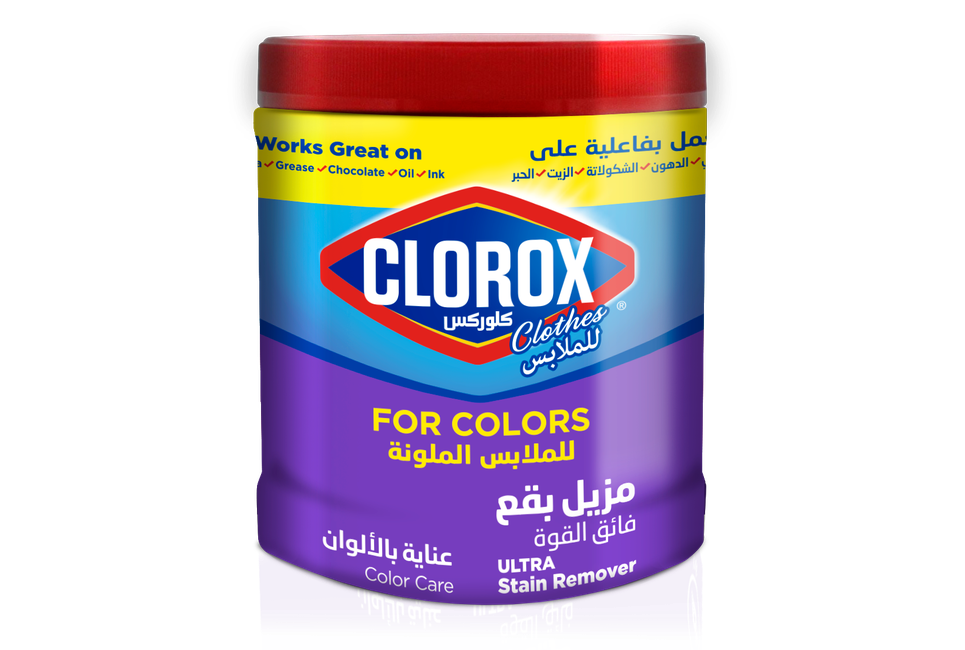 Works Great on
Grease ✓ Chocolate ✓ Oil ✓ Ink
بفاعلية على
الدهون ✓ الشكولاتة ✓ الزيت ✓ الحبر
CLOROX
كلوركس
®
Clothes
للملابس
FOR COLORS
للملابس الملونة
مزيل بقع
فائق القوة
ULTRA
Stain Remover
عناية بالألوان
Color Care